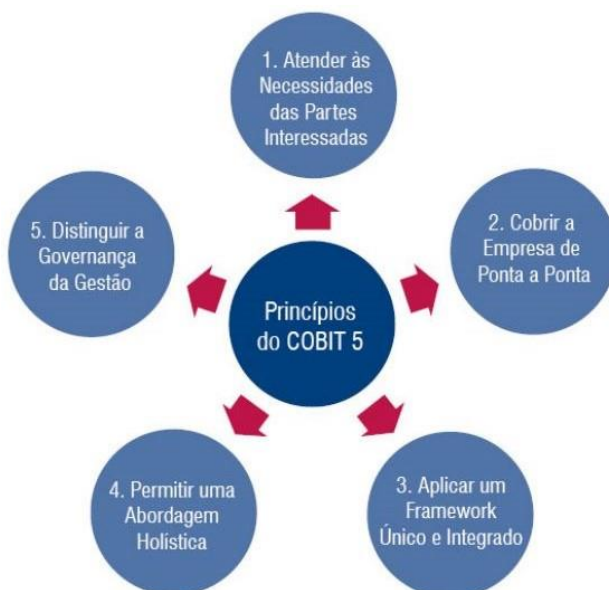 1. Atender às
Necessidades
das Partes
Interessadas
2. Cobrir a
Empresa de
Ponta a Ponta
3. Aplicar um
Framework
Único e Integrado
4. Permitir uma
Abordagem
Holística
5. Distinguir a
Governança
da Gestão
Princípios
do COBIT 5